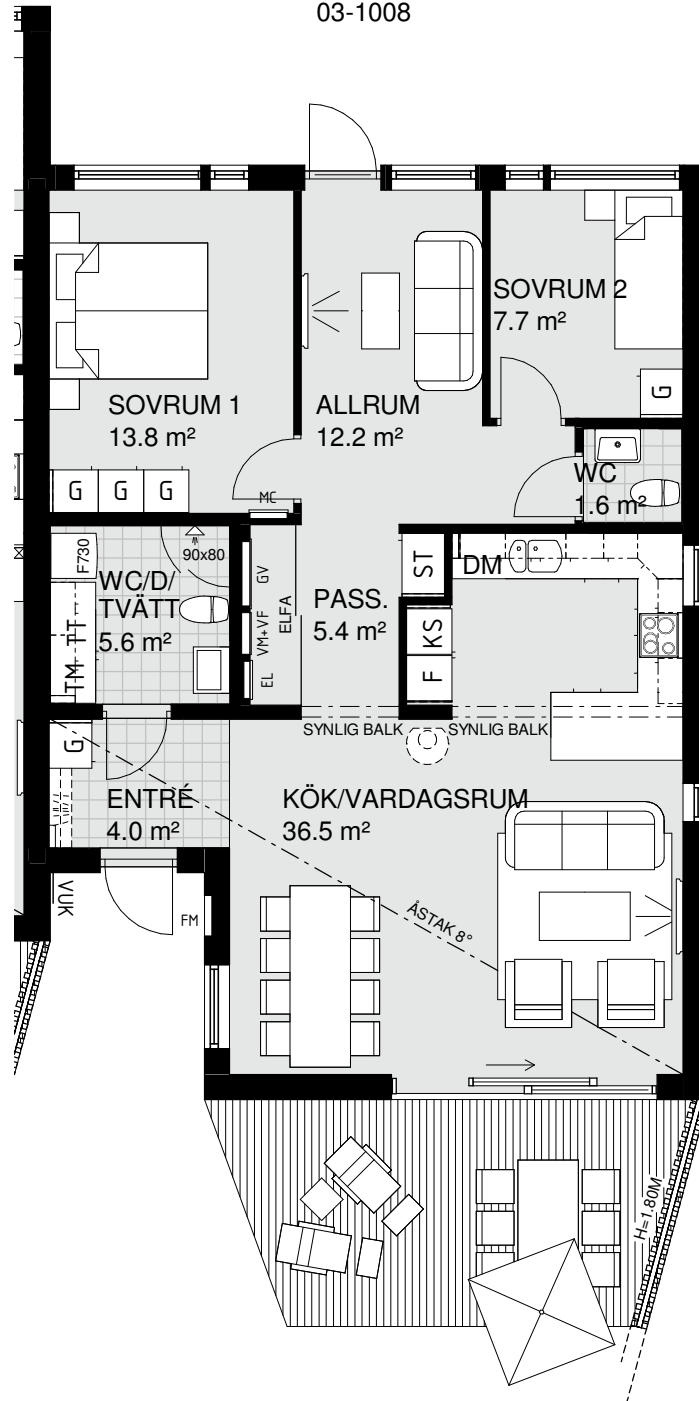 03-1008
SOVRUM 2
7.7 m²
SOVRUM 1
13.8 m²
ALLRUM
12.2 m²
G
WC
1.6 m²
G G G
MC
F730
90x80
WC/D/
TVÄTT
5.6 m²
TT
TM
GV
VM+VF
EL
ELFA
PASS.
5.4 m²
ST
DM
KS
F
G
SYNLIG BALK
SYNLIG BALK
ENTRÉ
4.0 m²
KÖK/VARDAGSRUM
36.5 m²
VUK
FM
ÅSTAK 8°
H=1.80M